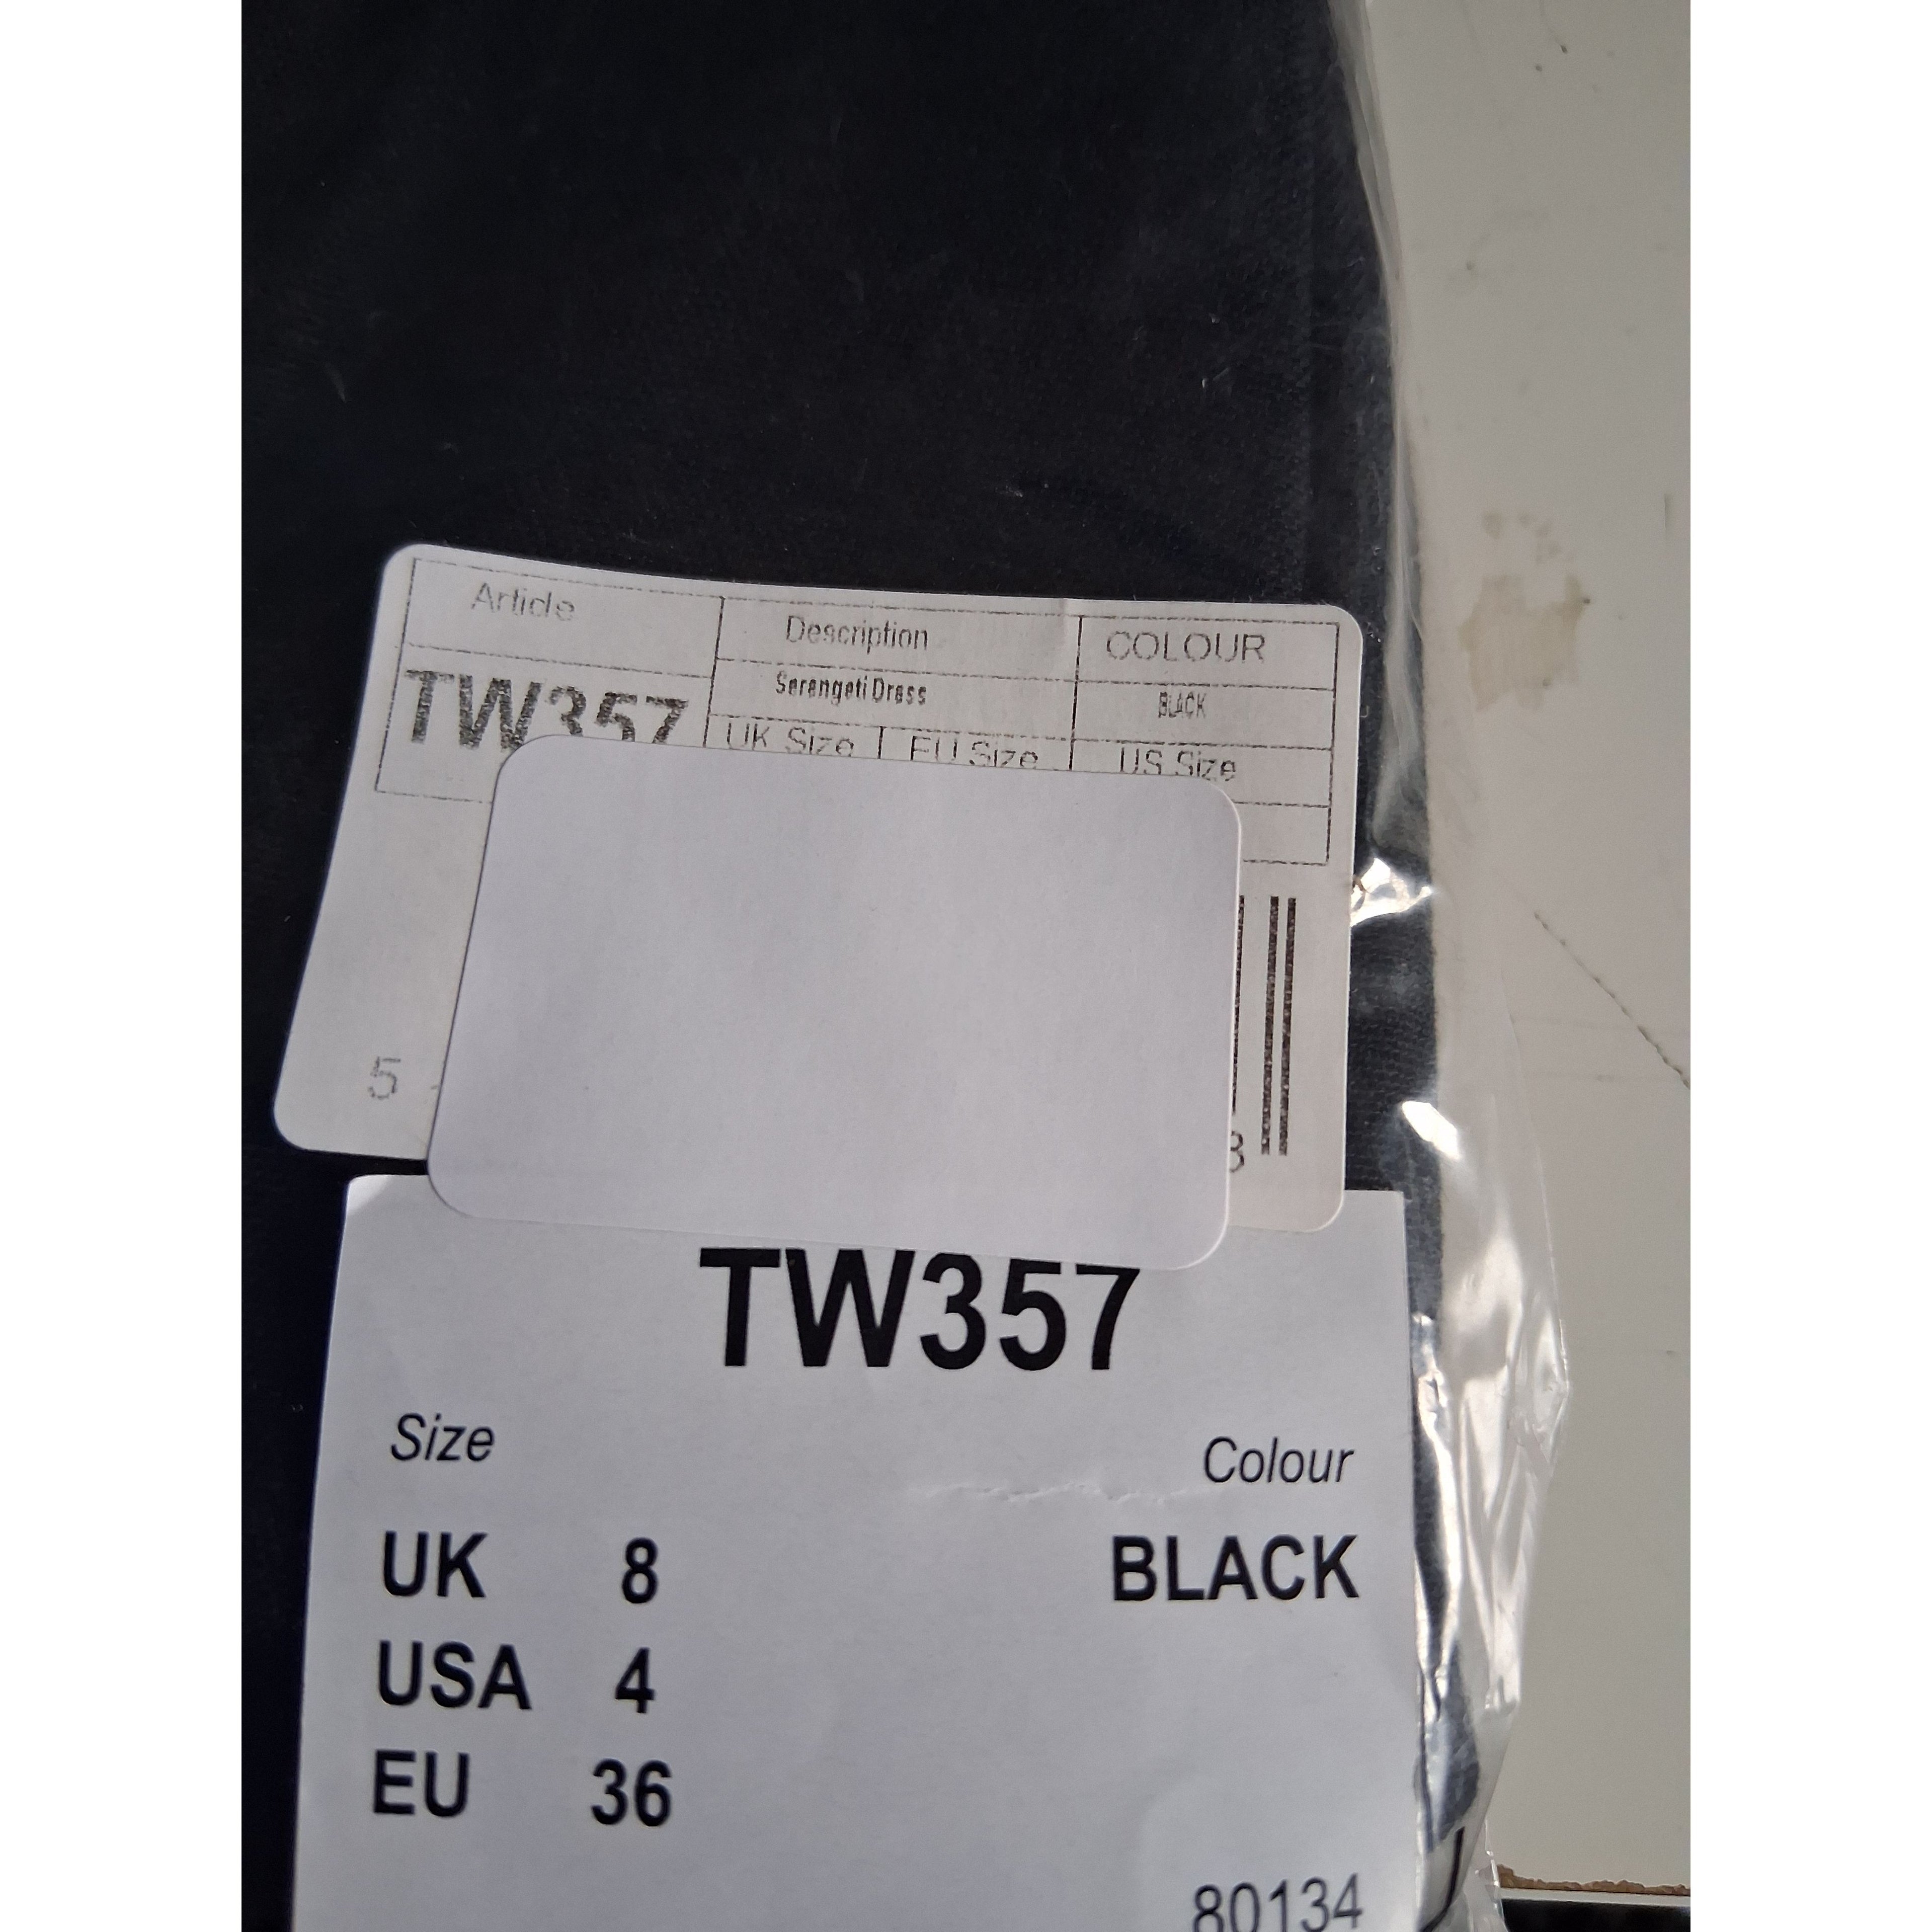 Article Description COLOUR
TW357 Serengeti Dress BLACK
UK Size EU Size US Size
5 3
TW357
Size Colour
UK 8 BLACK
USA 4
EU 36
80134